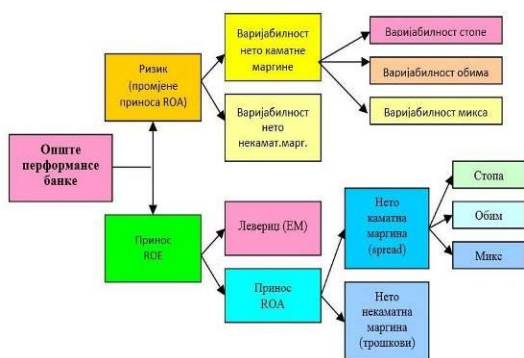 Опште
перформансе
банке
Ризик
(промјене
приноса ROA)
Варијабилност
нето каматне
маргине
Варијабилност стопе
Варијабилност обима
Варијабилност микса
Варијабилност
нето
некамат.марг.
Принос
ROE
Левериџ (ЕМ)
Принос
ROA
Нето
каматна
маргина
(spread)
Стопа
Обим
Микс
Нето
некаматна
маргина
(трошкови)